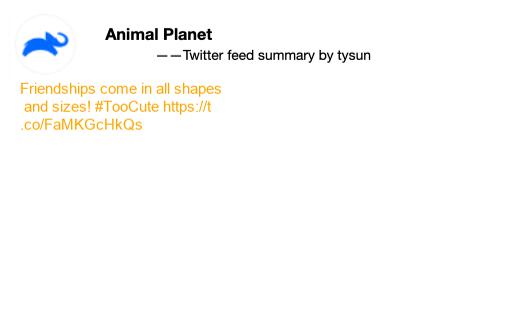 Animal Planet
——Twitter feed summary by tysun
Friendships come in all shapes
and sizes! #TooCute https://t
.co/FaMKGcHkQs